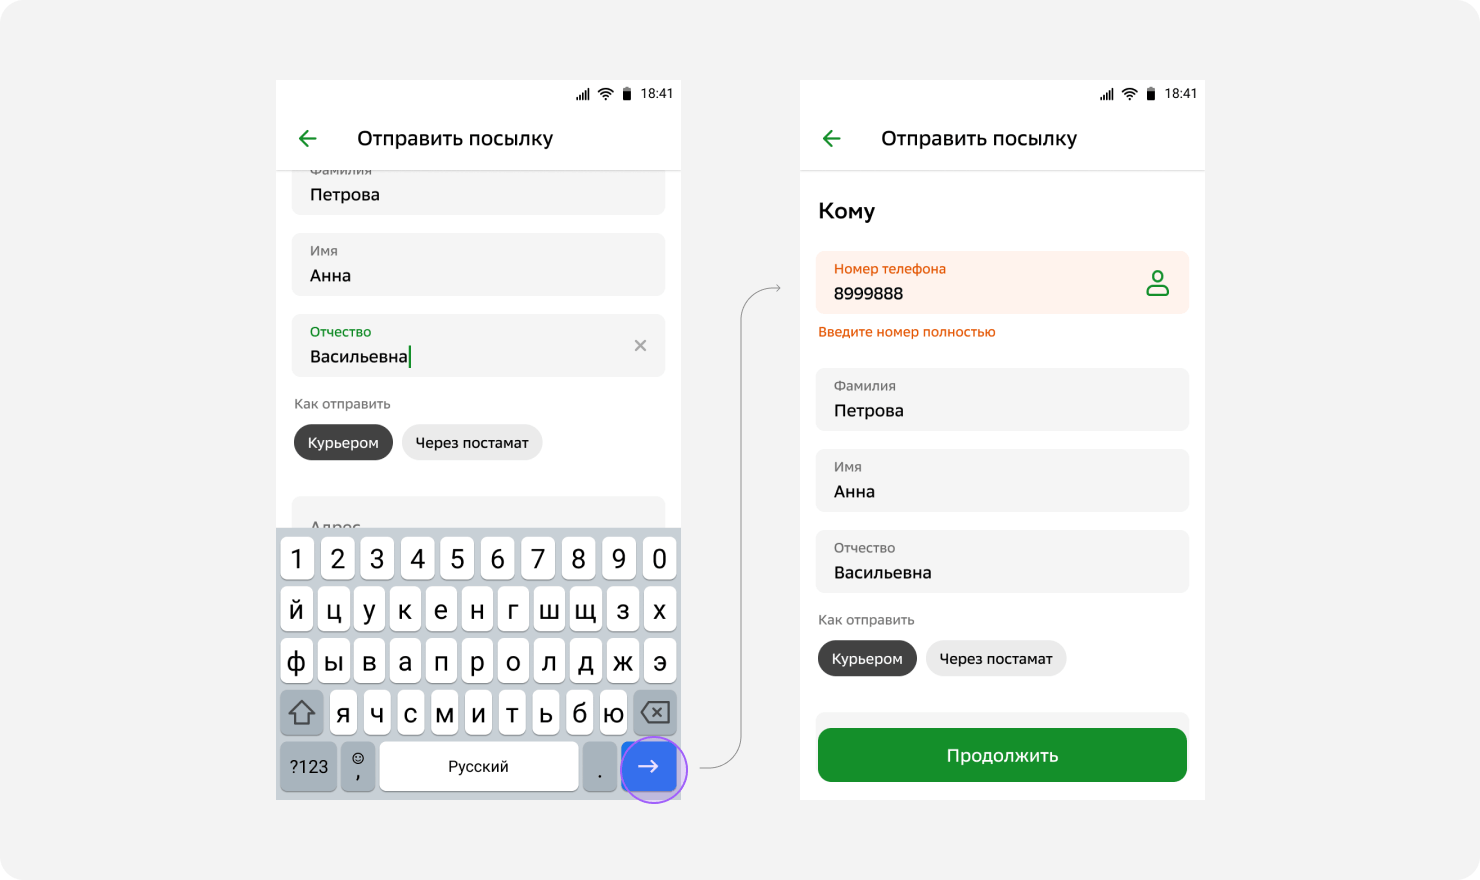 18:41
Отправить посылку
Фамилия
Петрова
Имя
Анна
Отчество
Васильевна
Как отправить
Курьером Через постамат
Адрес
1 2 3 4 5 6 7 8 9 0
й ц у к е н г ш щ з х
ф ы в а п р о л д ж э
я ч с м и т ь б ю
?123 , Русский .
18:41
Отправить посылку
Кому
Номер телефона
8999888
Введите номер полностью
Фамилия
Петрова
Имя
Анна
Отчество
Васильевна
Как отправить
Курьером Через постамат
Продолжить